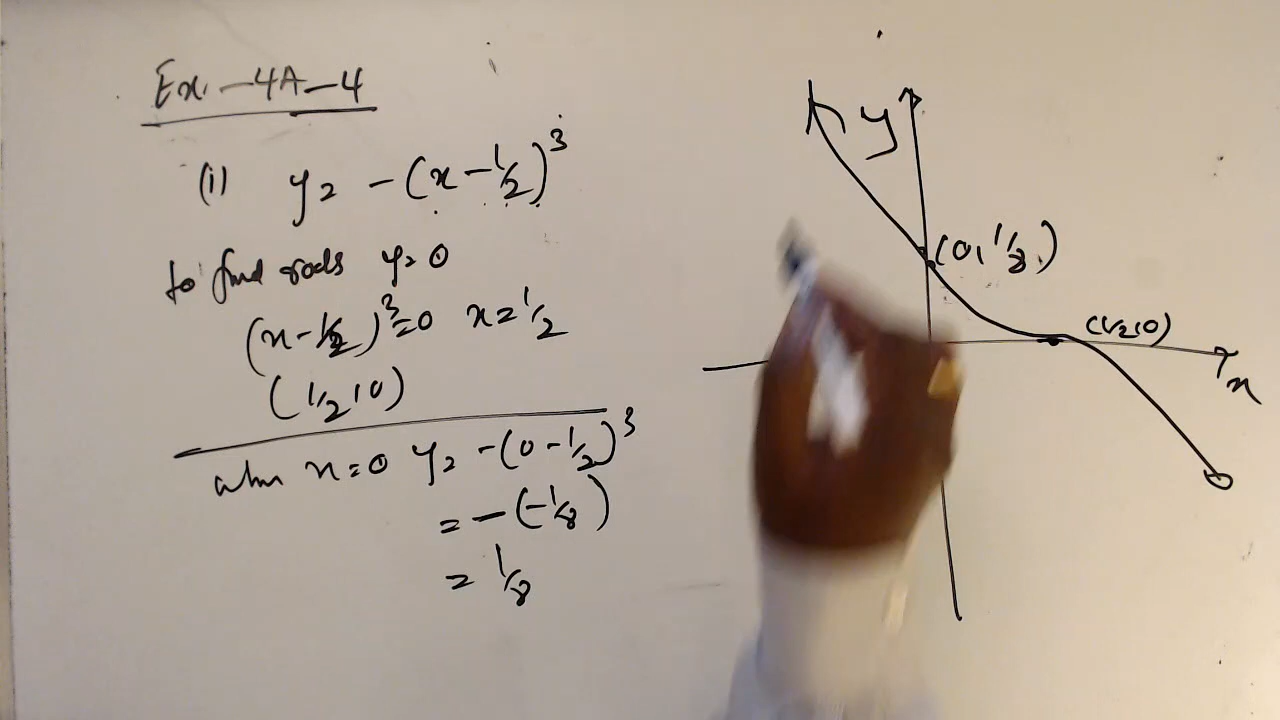 Ex. - 4A - 4
(i) y = -(x - 1/2)^3
to find roots y = 0
(x - 1/2)^3 = 0 x = 1/2
(1/2, 0)
when x = 0 y = -(0 - 1/2)^3
= -(-1/8)
= 1/8
y
(0, 1/8)
(1/2, 0)
x